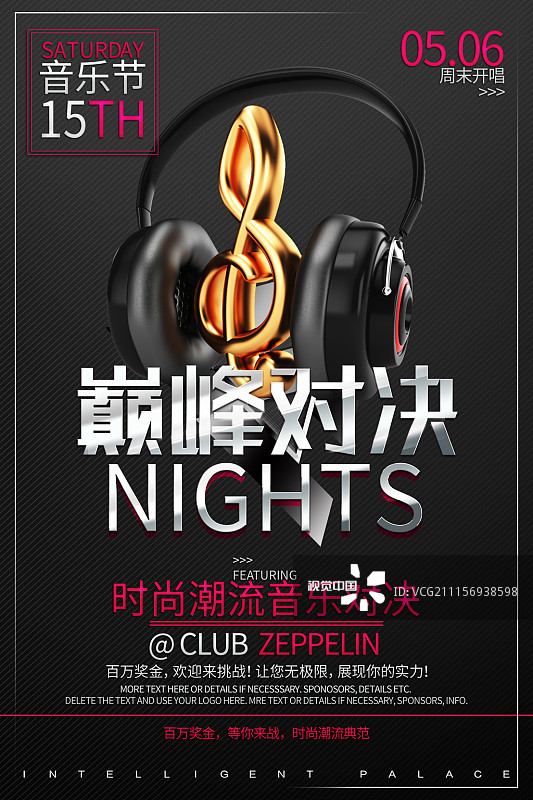 SATURDAY
音乐节
15TH
05.06
周末开唱
>>>
巅峰对决
NIGHTS
>>>
FEATURING
视觉中国
ID:VCG211156938598
时尚潮流音乐对决
@CLUB ZEPPELIN
百万奖金，欢迎来挑战！让您无极限，展现你的实力！
MORE TEXT HERE OR DETAILS IF NECESSSARY. SPONOSORS, DETAILS ETC.
DELETE THE TEXT AND USE YOUR LOGO HERE. MRE TEXT OR DETAILS IF NECESSARY, SPONSORS, INFO.
百万奖金，等你来战，时尚潮流典范
INTELLIGENT PALACE